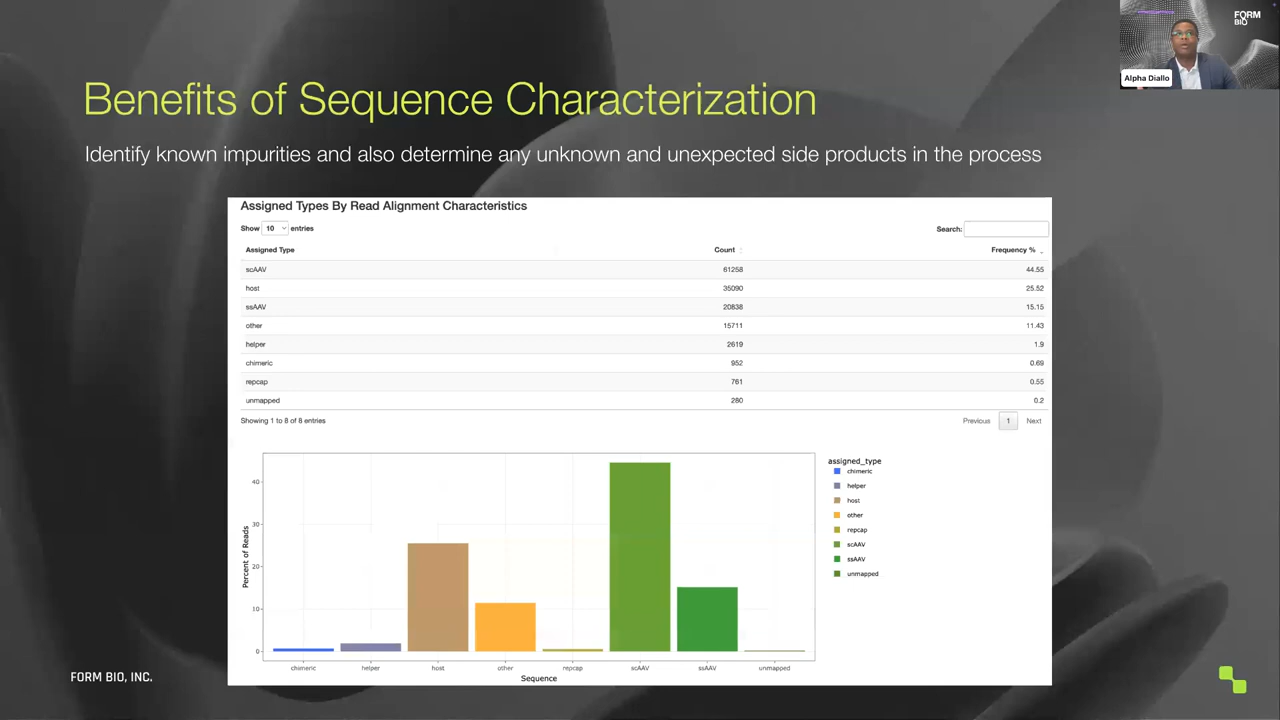 FORM
BIO
Alpha Diallo
Benefits of Sequence Characterization
Identify known impurities and also determine any unknown and unexpected side products in the process
Assigned Types By Read Alignment Characteristics
Show 10 entries Search:
Assigned Type Count Frequency %
scAAV 61258 44.55
host 35090 25.52
ssAAV 20838 15.15
other 15711 11.43
helper 2619 1.9
chimeric 952 0.69
repcap 761 0.55
unmapped 280 0.2
Showing 1 to 8 of 8 entries Previous 1 Next
Percent of Reads
40
30
20
10
0
chimeric helper host other repcap scAAV ssAAV unmapped
Sequence
assigned_type
chimeric
helper
host
other
repcap
scAAV
ssAAV
unmapped
FORM BIO, INC.